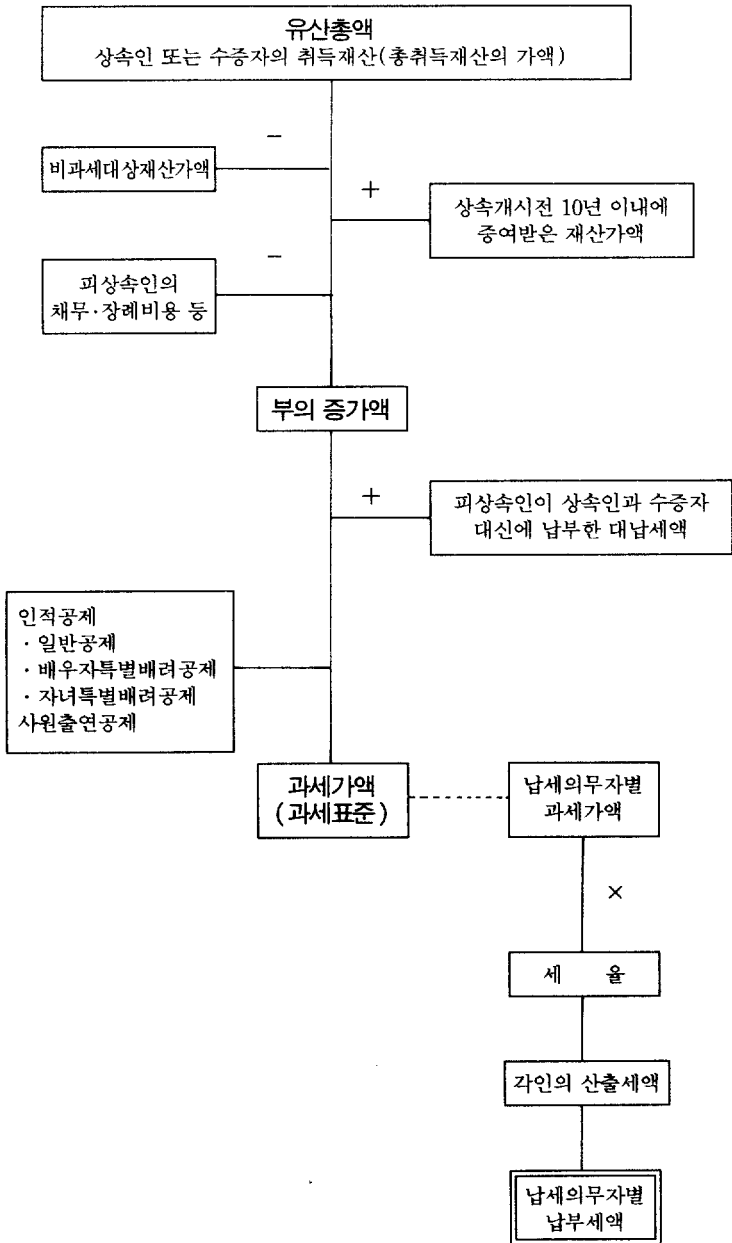 유산총액
상속인 또는 수증자의 취득재산(총취득재산의 가액)
−
비과세대상재산가액
+
상속개시전 10년 이내에
증여받은 재산가액
−
피상속인의
채무·장례비용 등
부의 증가액
+
피상속인이 상속인과 수증자
대신에 납부한 대납세액
인적공제
· 일반공제
· 배우자특별배려공제
· 자녀특별배려공제
사원출연공제
과세가액
(과세표준)
납세의무자별
과세가액
×
세 율
각인의 산출세액
납세의무자별
납부세액